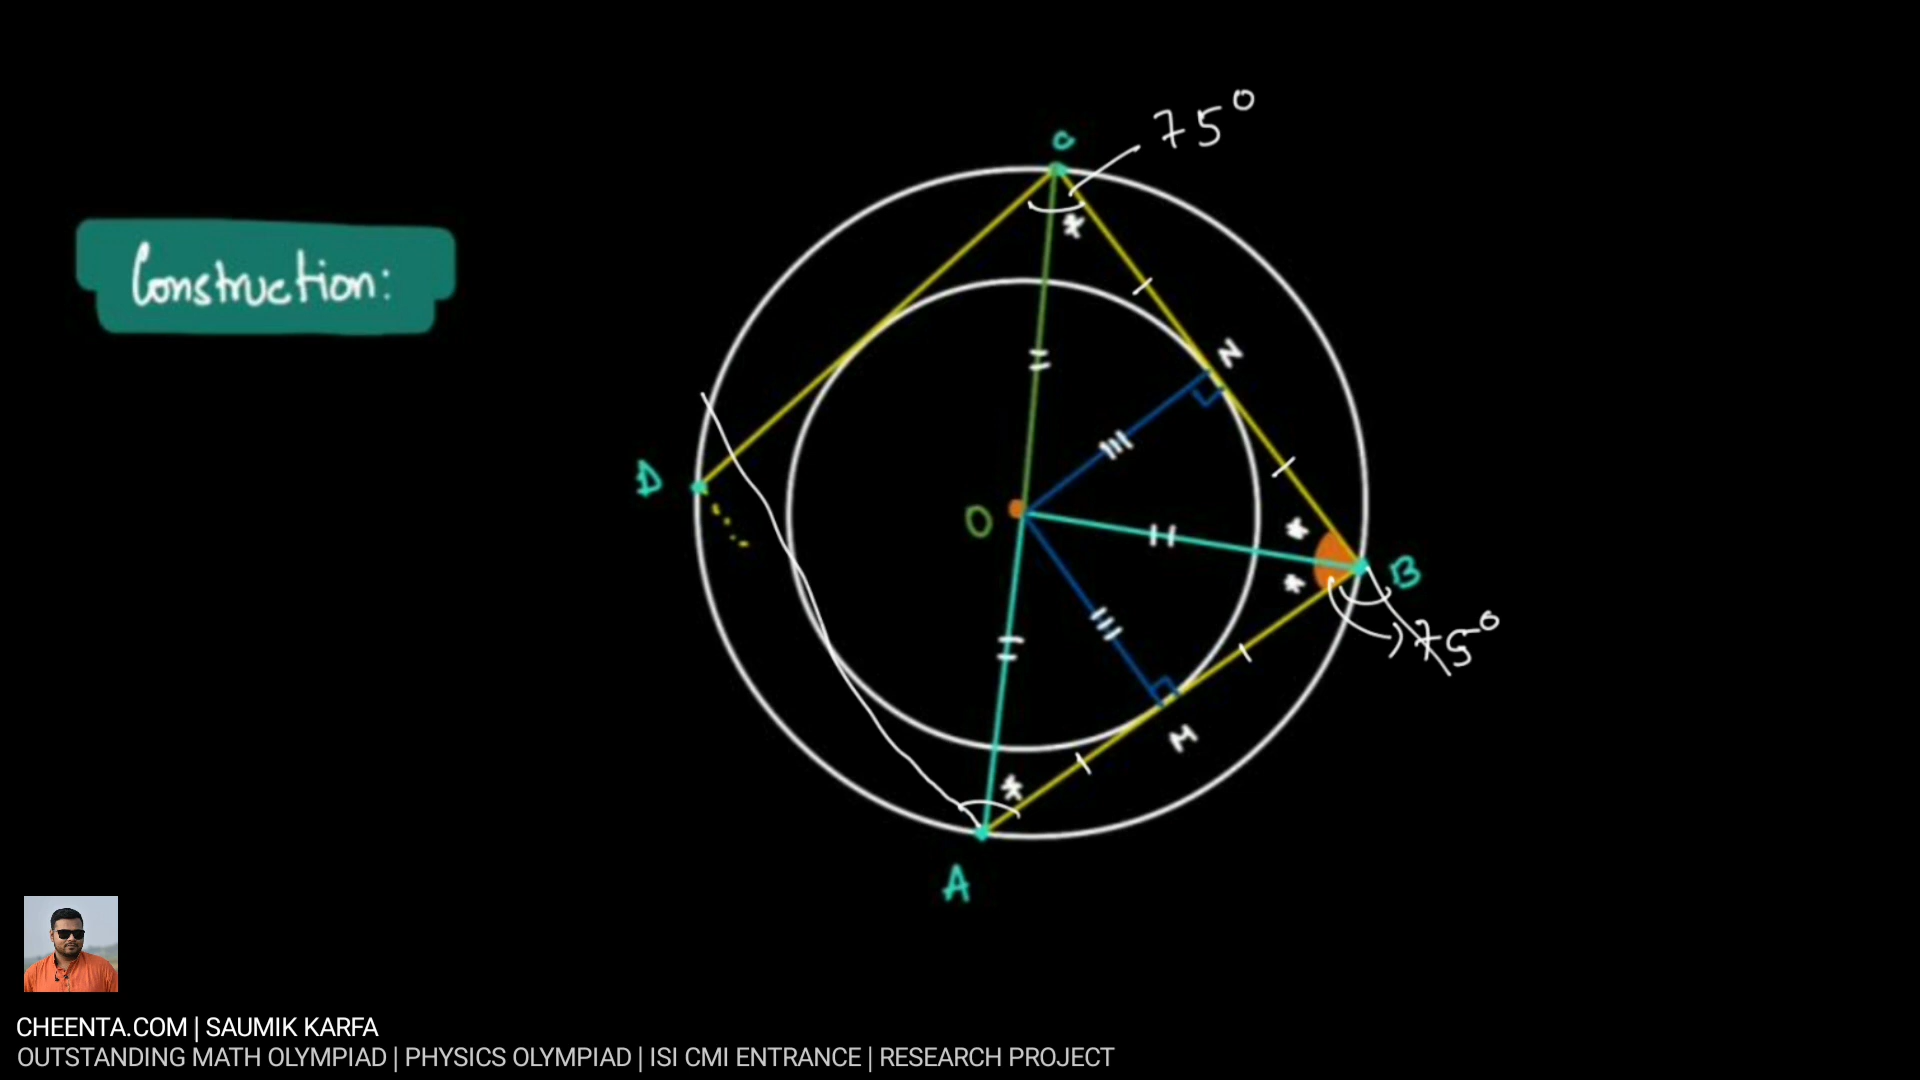 75°
C
Construction:
N
D
O
B
75°
M
A
CHEENTA.COM | SAUMIK KARFA
OUTSTANDING MATH OLYMPIAD | PHYSICS OLYMPIAD | ISI CMI ENTRANCE | RESEARCH PROJECT